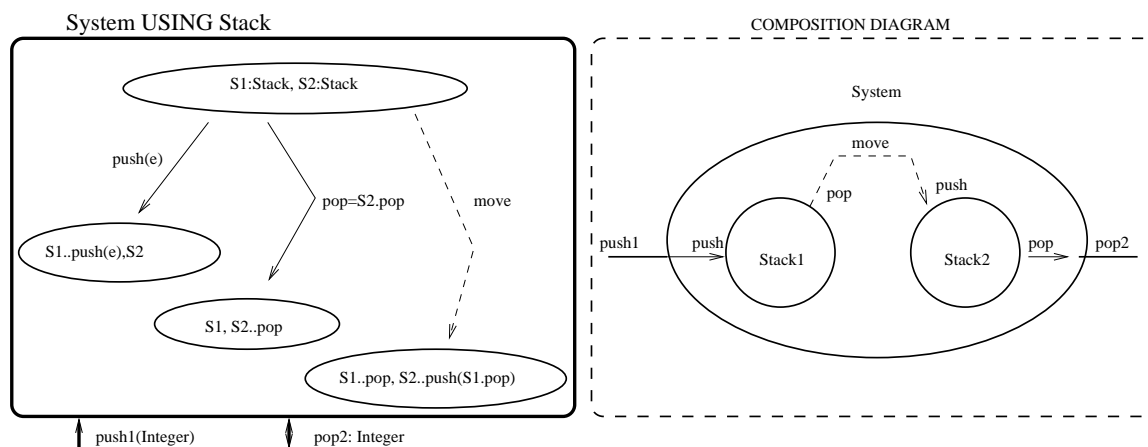 System USING Stack
S1:Stack, S2:Stack
push(e)
pop=S2.pop
move
S1..push(e),S2
S1, S2..pop
S1..pop, S2..push(S1.pop)
push1(Integer)
pop2: Integer
COMPOSITION DIAGRAM
System
move
pop
push
push1
push
Stack1
Stack2
pop
pop2